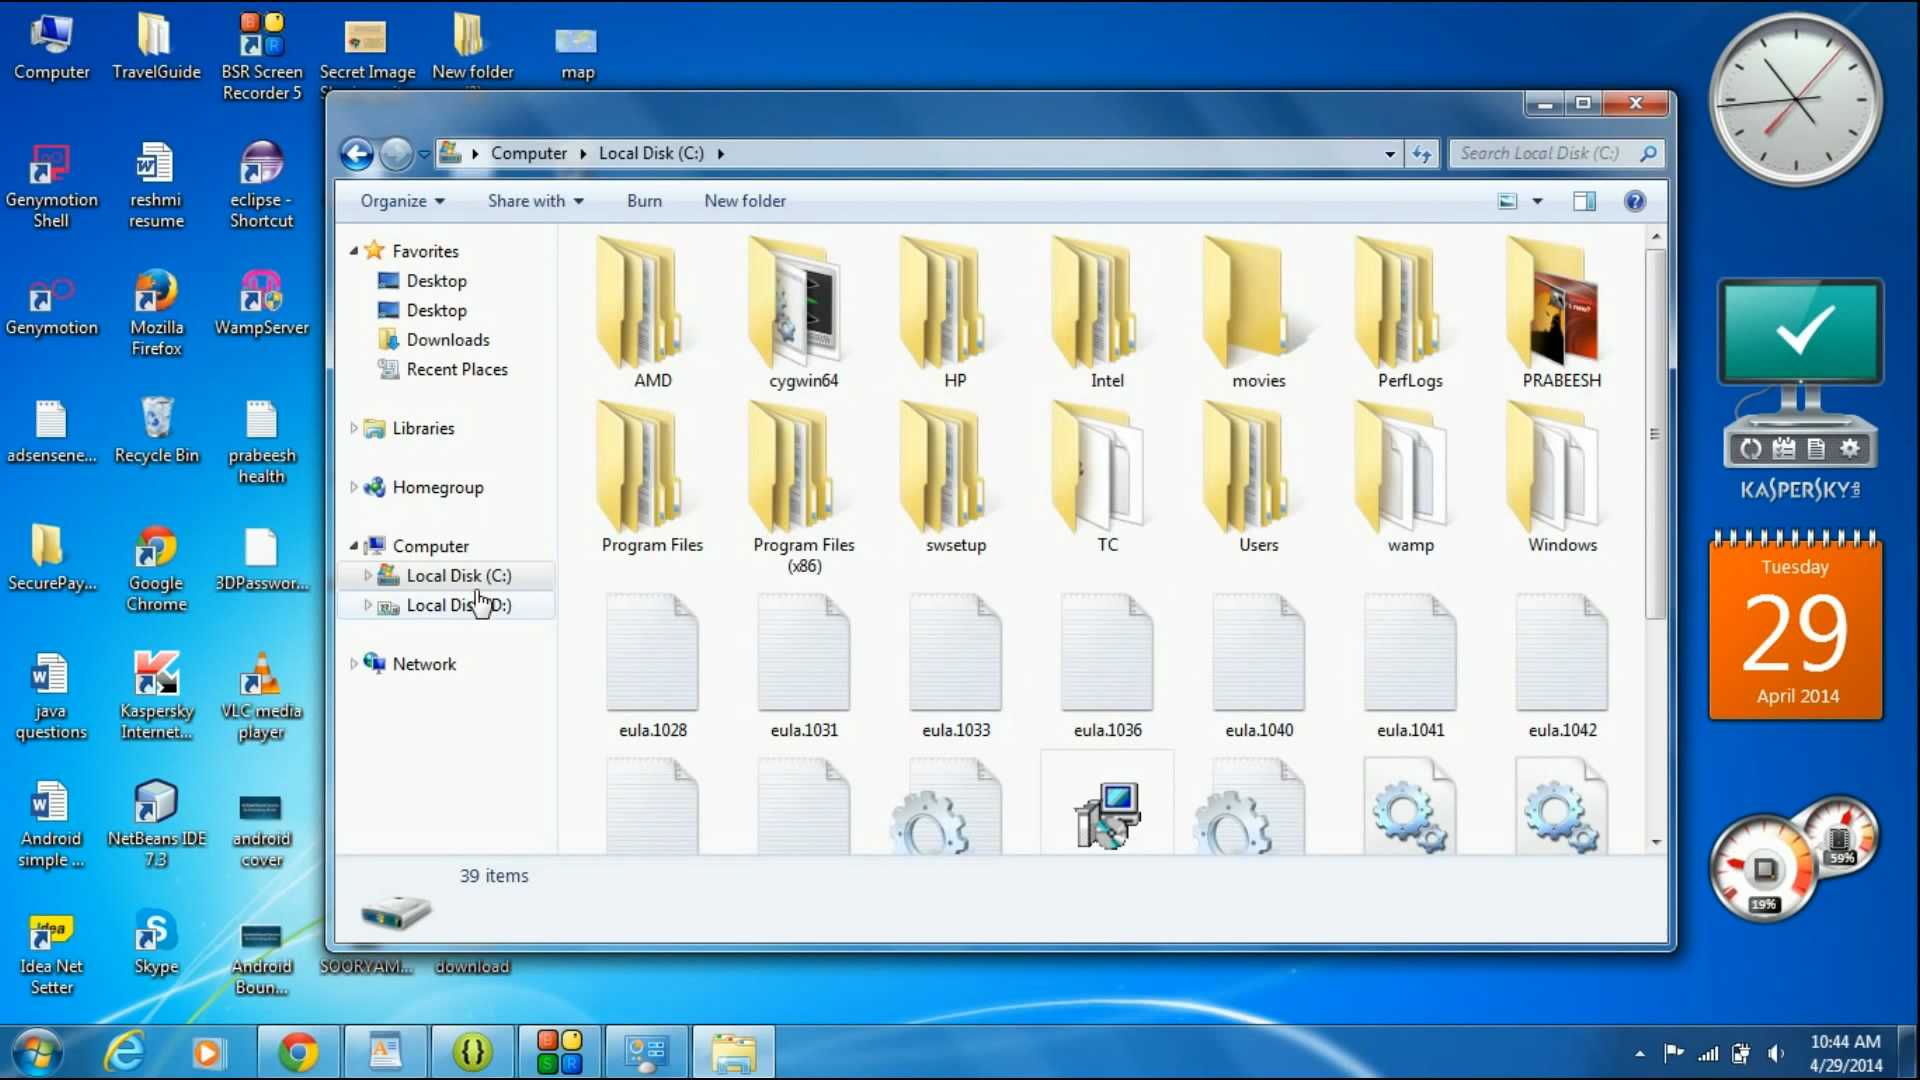 Computer
TravelGuide
BSR Screen
Recorder 5
Secret Image
New folder
map
Genymotion
Shell
reshmi
resume
eclipse -
Shortcut
Genymotion
Mozilla
Firefox
WampServer
adsensene...
Recycle Bin
prabeesh
health
SecurePay...
Google
Chrome
3DPasswor...
java
questions
Kaspersky
Internet...
VLC media
player
Android
simple ...
NetBeans IDE
7.3
android
cover
Idea Net
Setter
Skype
Android
Boun...
SOORYAM...
download
Computer
Local Disk (C:)
Search Local Disk (C:)
Organize
Share with
Burn
New folder
Favorites
Desktop
Desktop
Downloads
Recent Places
Libraries
Homegroup
Computer
Local Disk (C:)
Local Dis D:)
Network
AMD
cygwin64
HP
Intel
movies
PerfLogs
PRABEESH
Program Files
Program Files
(x86)
swsetup
TC
Users
wamp
Windows
eula.1028
eula.1031
eula.1033
eula.1036
eula.1040
eula.1041
eula.1042
39 items
KASPERSKY lab
Tuesday
29
April 2014
59%
19%
10:44 AM
4/29/2014